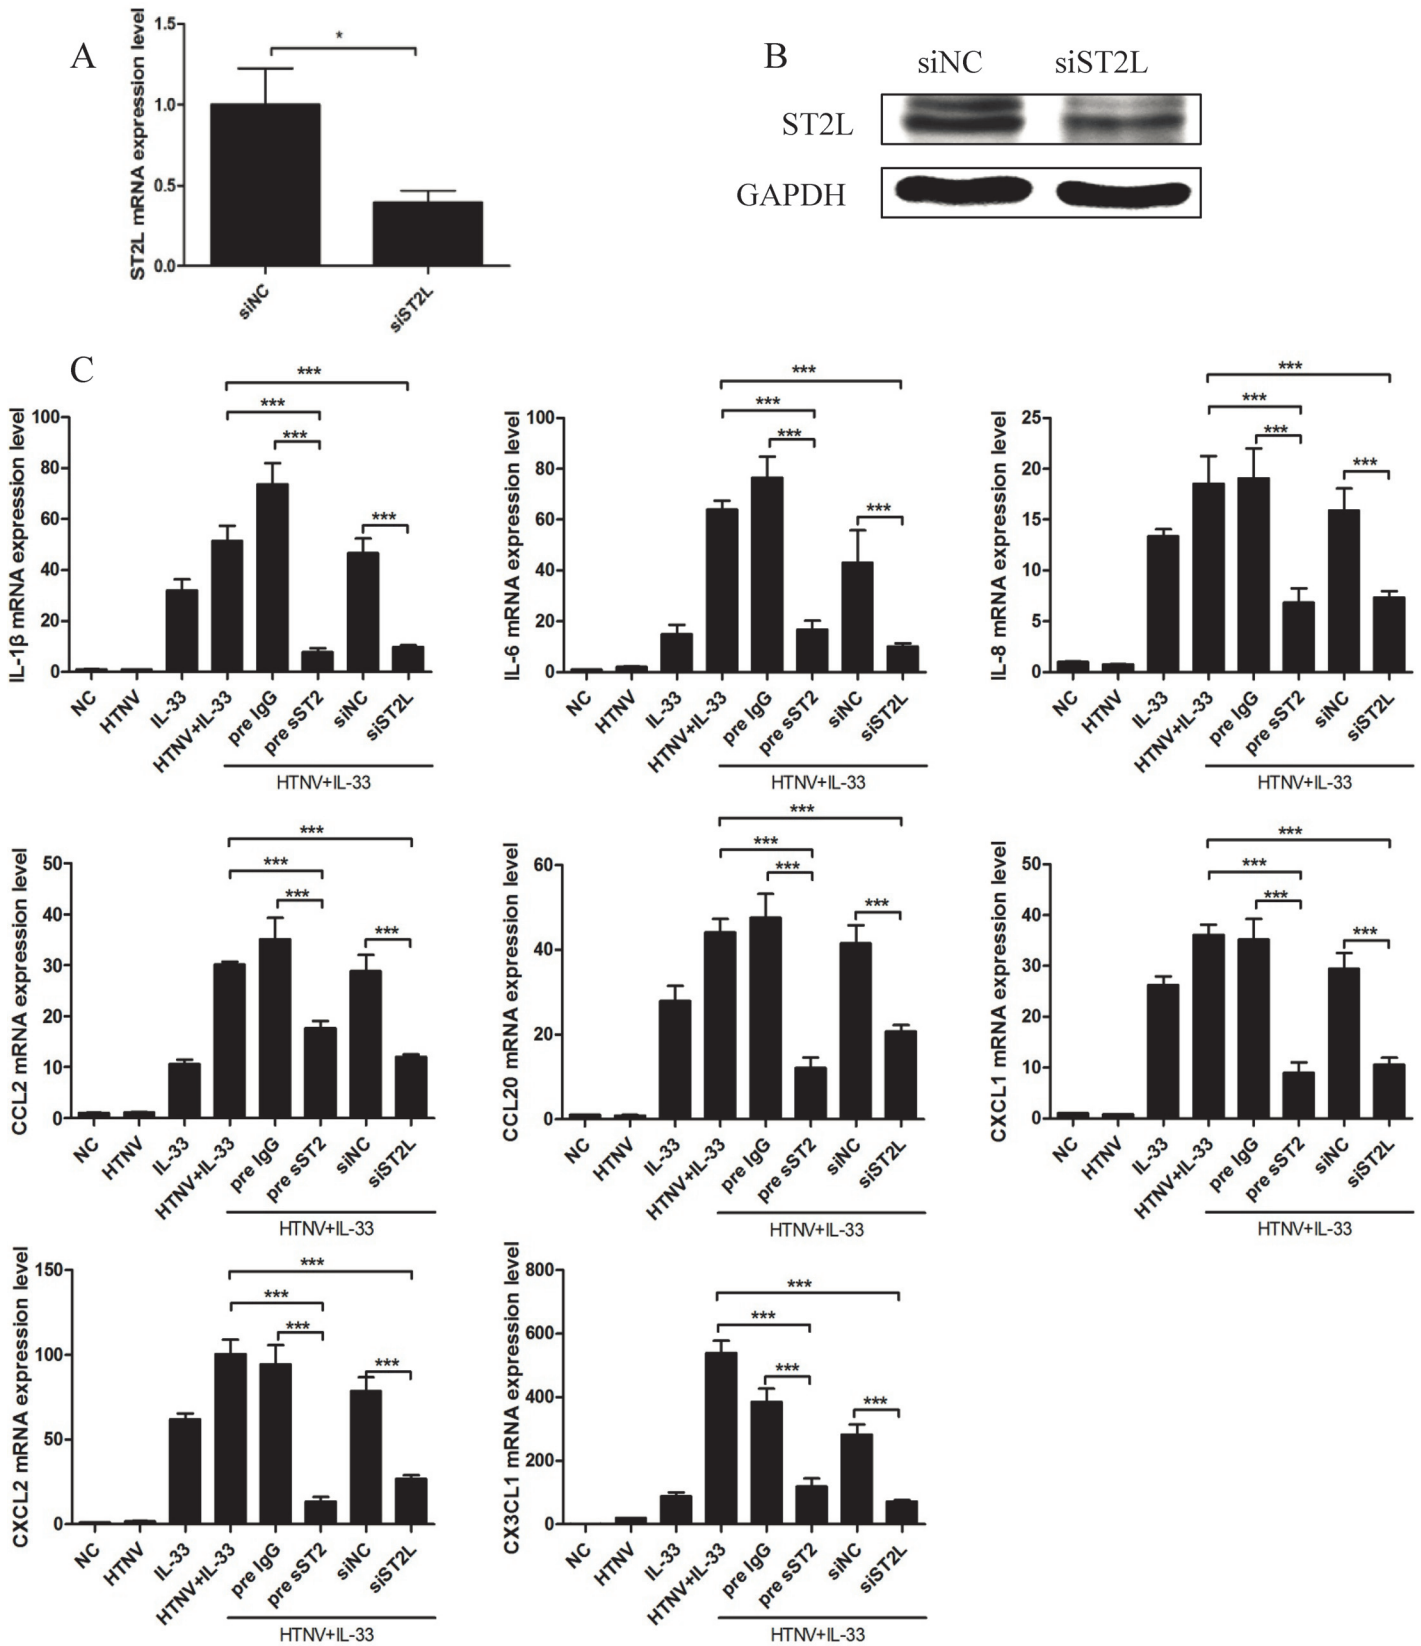 A
ST2L mRNA expression level
1.5
1.0
0.5
0.0
*
siNC
siST2L
B
siNC
siST2L
ST2L
GAPDH
C
IL-1β mRNA expression level
100
80
60
40
20
0
***
***
***
***
NC
HTNV
IL-33
HTNV+IL-33
pre IgG
pre sST2
siNC
siST2L
HTNV+IL-33
IL-6 mRNA expression level
100
80
60
40
20
0
***
***
***
***
NC
HTNV
IL-33
HTNV+IL-33
pre IgG
pre sST2
siNC
siST2L
HTNV+IL-33
IL-8 mRNA expression level
25
20
15
10
5
0
***
***
***
***
NC
HTNV
IL-33
HTNV+IL-33
pre IgG
pre sST2
siNC
siST2L
HTNV+IL-33
CCL2 mRNA expression level
50
40
30
20
10
0
***
***
***
***
NC
HTNV
IL-33
HTNV+IL-33
pre IgG
pre sST2
siNC
siST2L
HTNV+IL-33
CCL20 mRNA expression level
60
40
20
0
***
***
***
***
NC
HTNV
IL-33
HTNV+IL-33
pre IgG
pre sST2
siNC
siST2L
HTNV+IL-33
CXCL1 mRNA expression level
50
40
30
20
10
0
***
***
***
***
NC
HTNV
IL-33
HTNV+IL-33
pre IgG
pre sST2
siNC
siST2L
HTNV+IL-33
CXCL2 mRNA expression level
150
100
50
0
***
***
***
***
NC
HTNV
IL-33
HTNV+IL-33
pre IgG
pre sST2
siNC
siST2L
HTNV+IL-33
CX3CL1 mRNA expression level
800
600
400
200
0
***
***
***
***
NC
HTNV
IL-33
HTNV+IL-33
pre IgG
pre sST2
siNC
siST2L
HTNV+IL-33